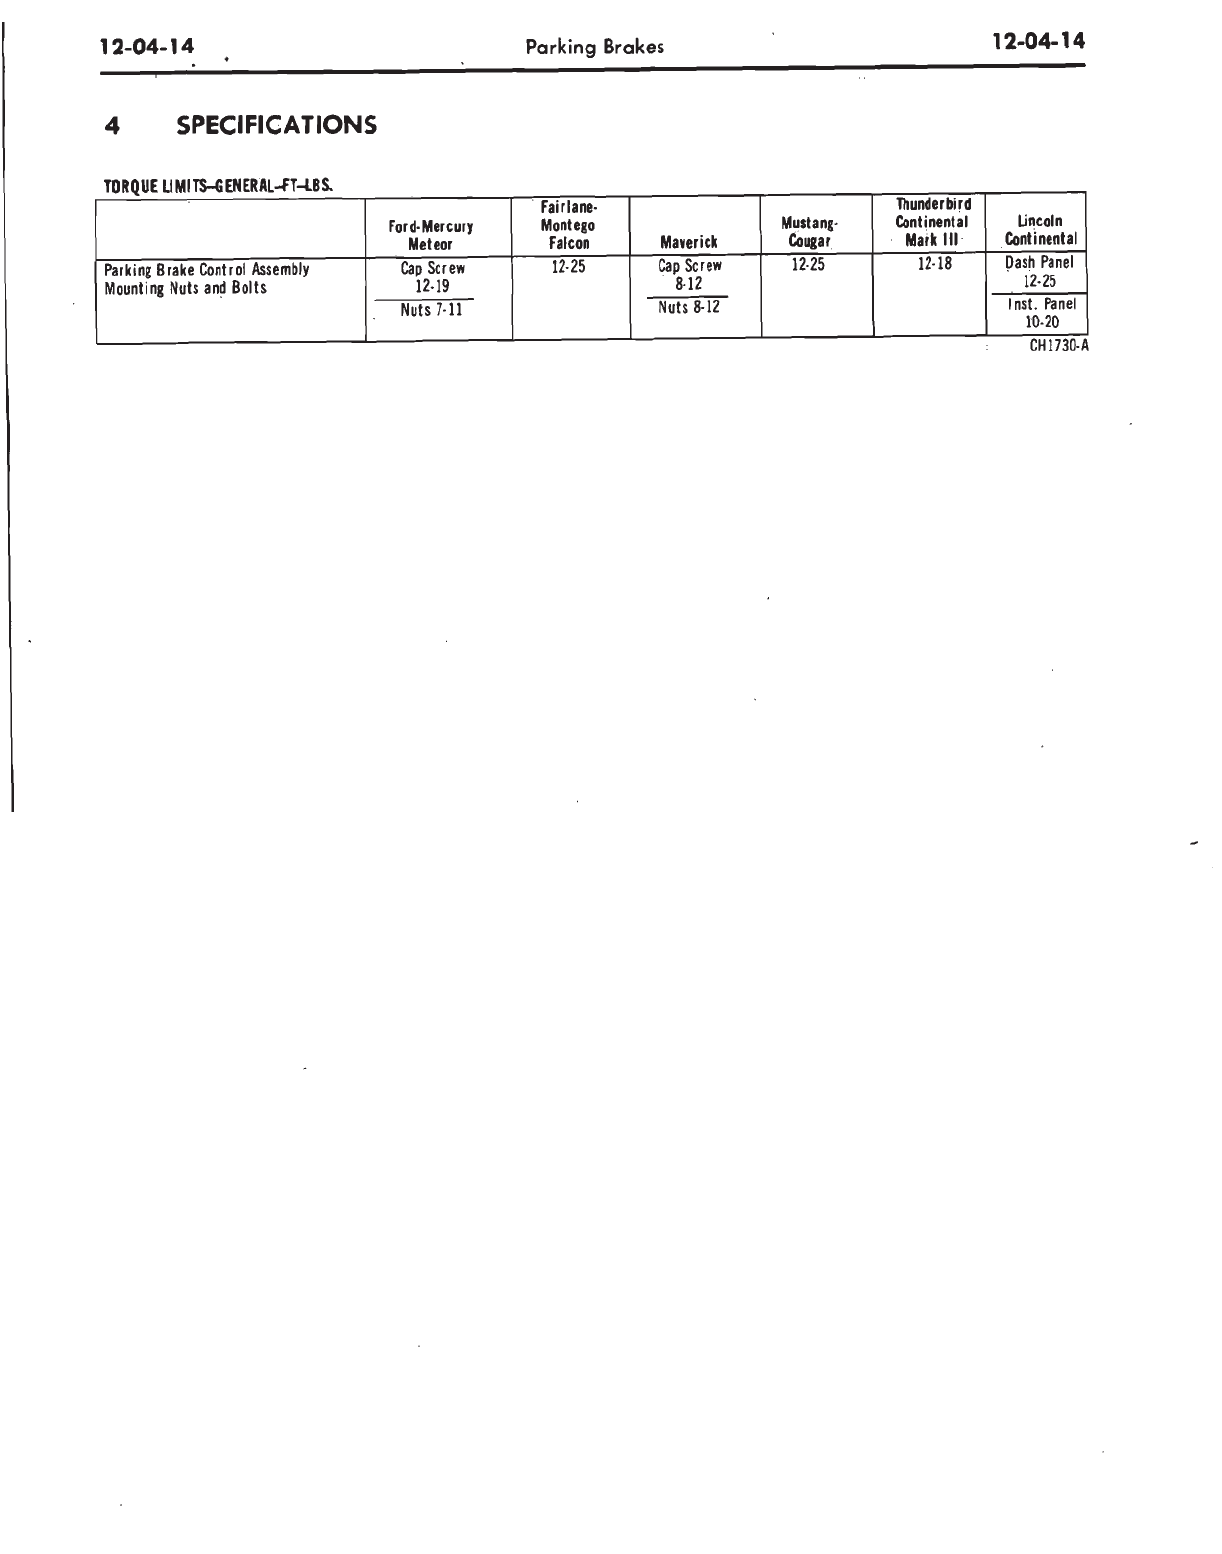 12-04-14 Parking Brakes 12-04-14
4 SPECIFICATIONS
TORQUE LIMITS-GENERAL-FT-LBS.
Ford-Mercury Meteor
Fairlane-Montego Falcon
Maverick
Mustang-Cougar
Thunderbird Continental Mark III
Lincoln Continental
Parking Brake Control Assembly
Mounting Nuts and Bolts
Cap Screw
12-19
Nuts 7-11
12-25
Cap Screw
8-12
Nuts 8-12
12-25
12-18
Dash Panel
12-25
Inst. Panel
10-20
CH1730-A